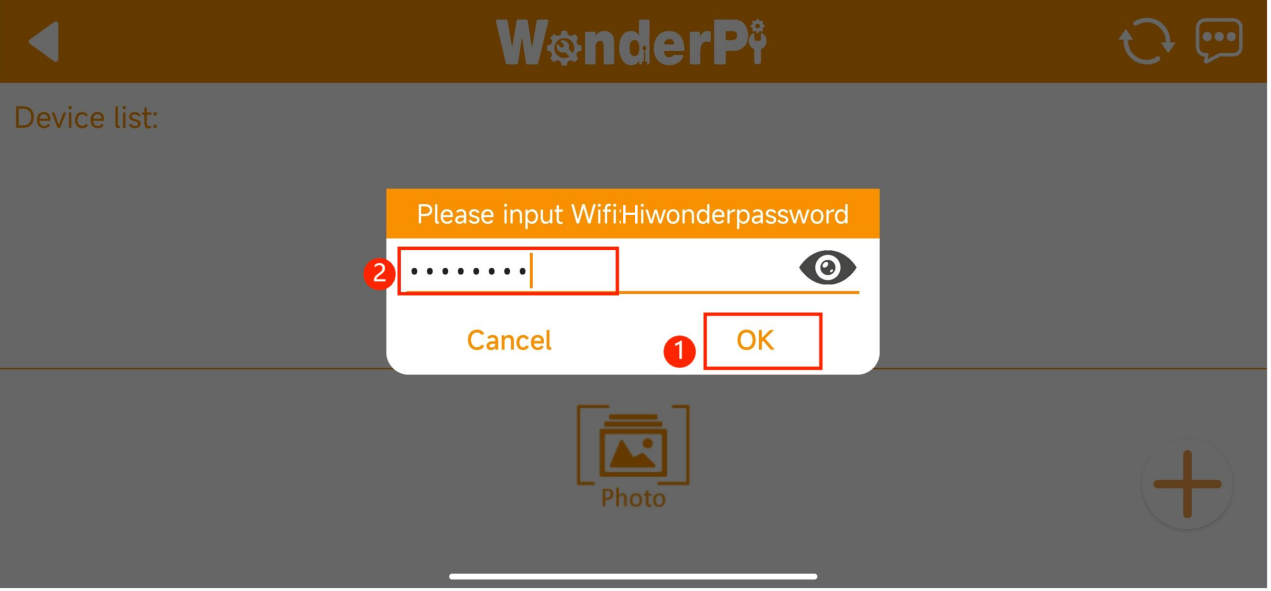 WonderPi
Device list:
Please input Wifi:Hiwonderpassword
2 ••••••••
Cancel 1 OK
Photo